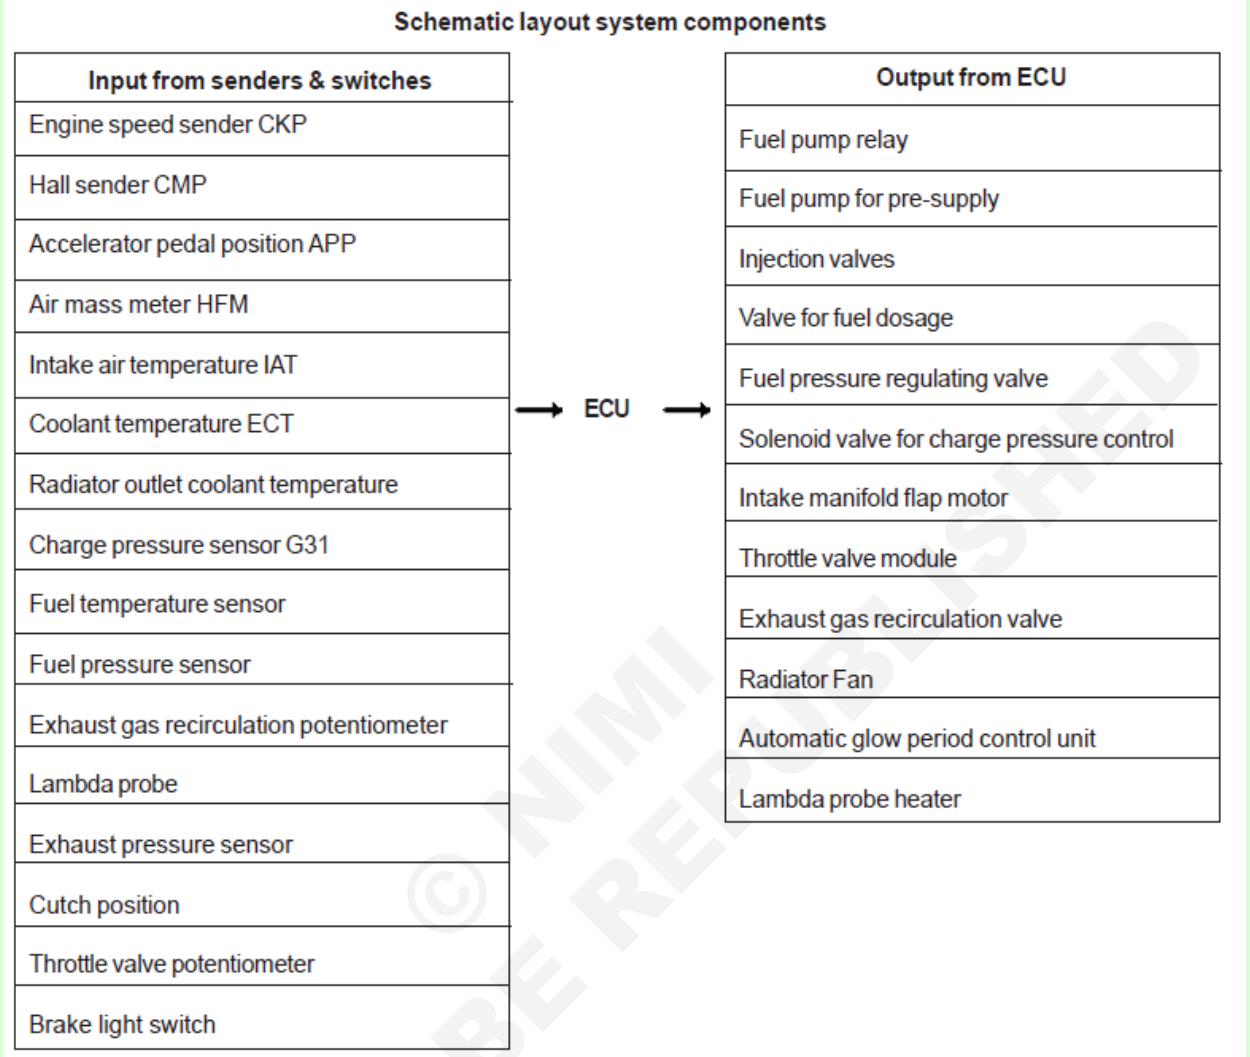 Schematic layout system components
Input from senders & switches
Engine speed sender CKP
Hall sender CMP
Accelerator pedal position APP
Air mass meter HFM
Intake air temperature IAT
Coolant temperature ECT
Radiator outlet coolant temperature
Charge pressure sensor G31
Fuel temperature sensor
Fuel pressure sensor
Exhaust gas recirculation potentiometer
Lambda probe
Exhaust pressure sensor
Cutch position
Throttle valve potentiometer
Brake light switch
ECU
Output from ECU
Fuel pump relay
Fuel pump for pre-supply
Injection valves
Valve for fuel dosage
Fuel pressure regulating valve
Solenoid valve for charge pressure control
Intake manifold flap motor
Throttle valve module
Exhaust gas recirculation valve
Radiator Fan
Automatic glow period control unit
Lambda probe heater
© NIMI
BE REPUBLISHED